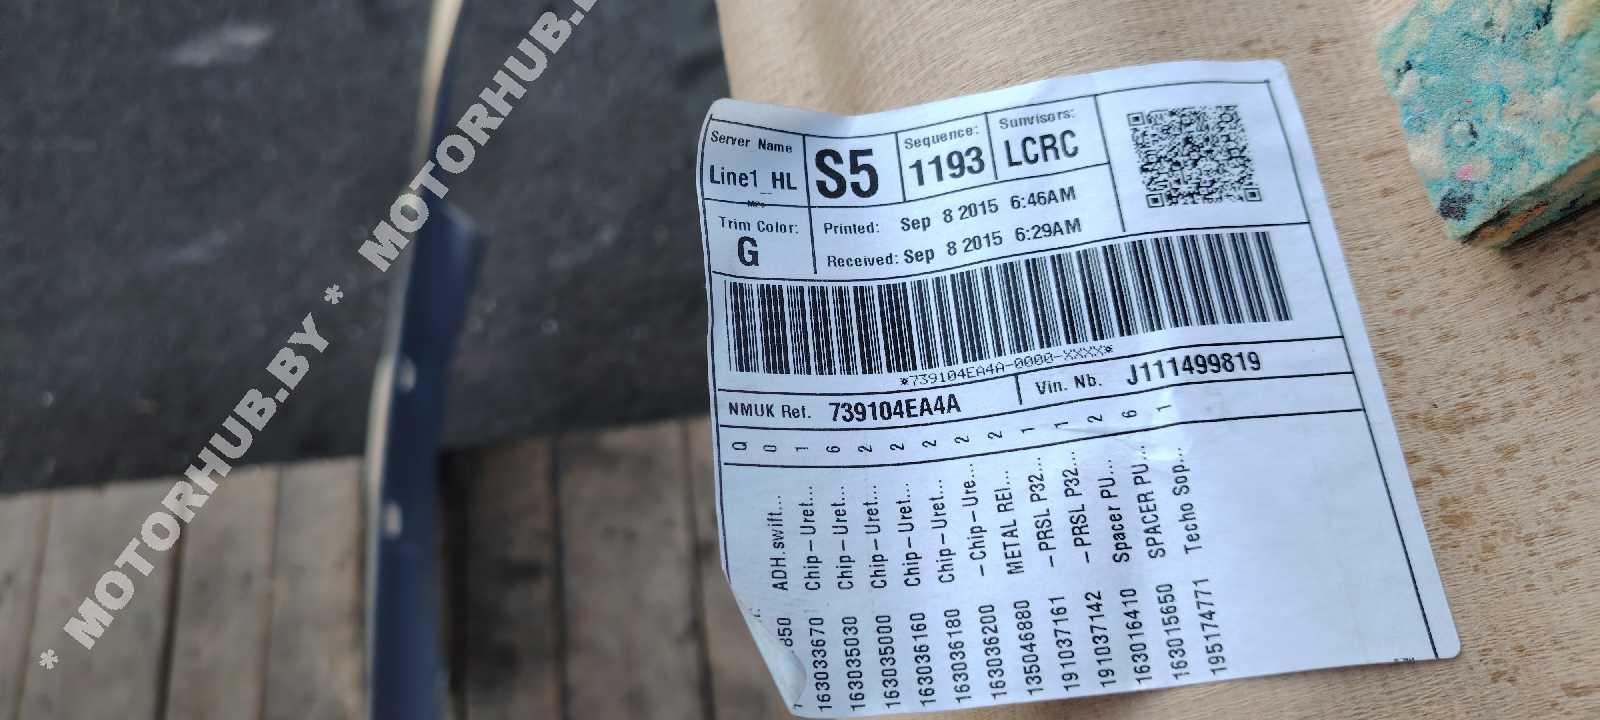 * MOTORHUB.BY * MOTORHUB.B
Server Name
Line1_HL
S5
Sequence:
1193
Sunvisors:
LCRC
Trim Color:
G
Printed: Sep 8 2015 6:46AM
Received: Sep 8 2015 6:29AM
*739104EA4A-0000-XXXX*
NMUK Ref. 739104EA4A
Vin. Nb. J111499819
Q 0 1 6 2 2 2 2 2 1 1 2 6 1
850 ADH.swift...
163033670 Chip-Uret...
163035030 Chip-Uret...
163035000 Chip-Uret...
163036160 Chip-Uret...
163036180 Chip-Uret...
163036200 -Chip-Ure...
135046880 METAL REI...
191037161 -PRSL P32...
191037142 -PRSL P32...
163016410 Spacer PU...
163015650 SPACER PU...
195174771 Techo Sop...